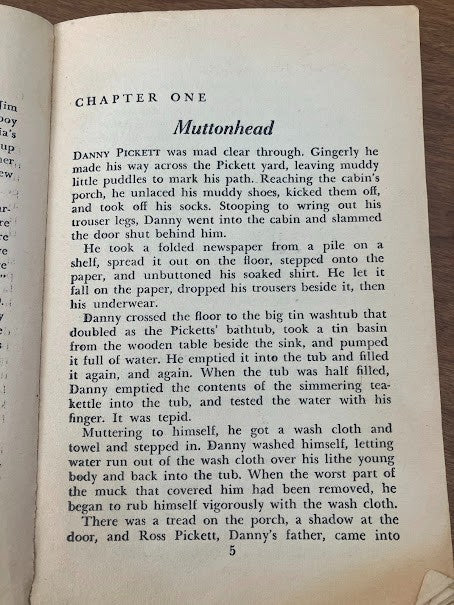 Jim
boy
ia's
up
her
ew
CHAPTER ONE
Muttonhead
DANNY PICKETT was mad clear through. Gingerly he
made his way across the Pickett yard, leaving muddy
little puddles to mark his path. Reaching the cabin's
porch, he unlaced his muddy shoes, kicked them off,
and took off his socks. Stooping to wring out his
trouser legs, Danny went into the cabin and slammed
the door shut behind him.
He took a folded newspaper from a pile on a
shelf, spread it out on the floor, stepped onto the
paper, and unbuttoned his soaked shirt. He let it
fall on the paper, dropped his trousers beside it, then
his underwear.
Danny crossed the floor to the big tin washtub that
doubled as the Picketts' bathtub, took a tin basin
from the wooden table beside the sink, and pumped
it full of water. He emptied it into the tub and filled
it again, and again. When the tub was half filled,
Danny emptied the contents of the simmering tea-
kettle into the tub, and tested the water with his
finger. It was tepid.
Muttering to himself, he got a wash cloth and
towel and stepped in. Danny washed himself, letting
water run out of the wash cloth over his lithe young
body and back into the tub. When the worst part of
the muck that covered him had been removed, he
began to rub himself vigorously with the wash cloth.
There was a tread on the porch, a shadow at the
door, and Ross Pickett, Danny's father, came into
5